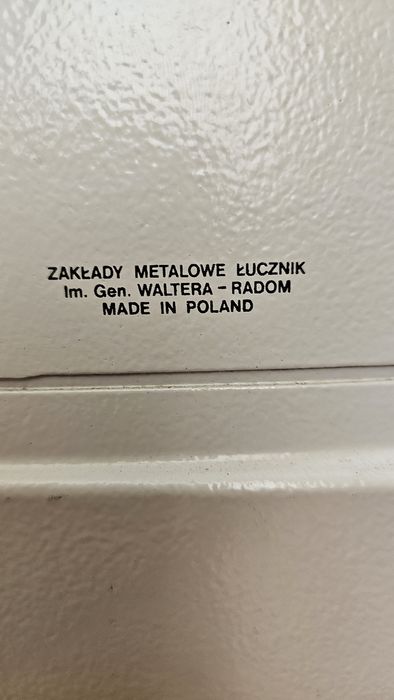 ZAKŁADY METALOWE ŁUCZNIK
Im. Gen. WALTERA – RADOM
MADE IN POLAND